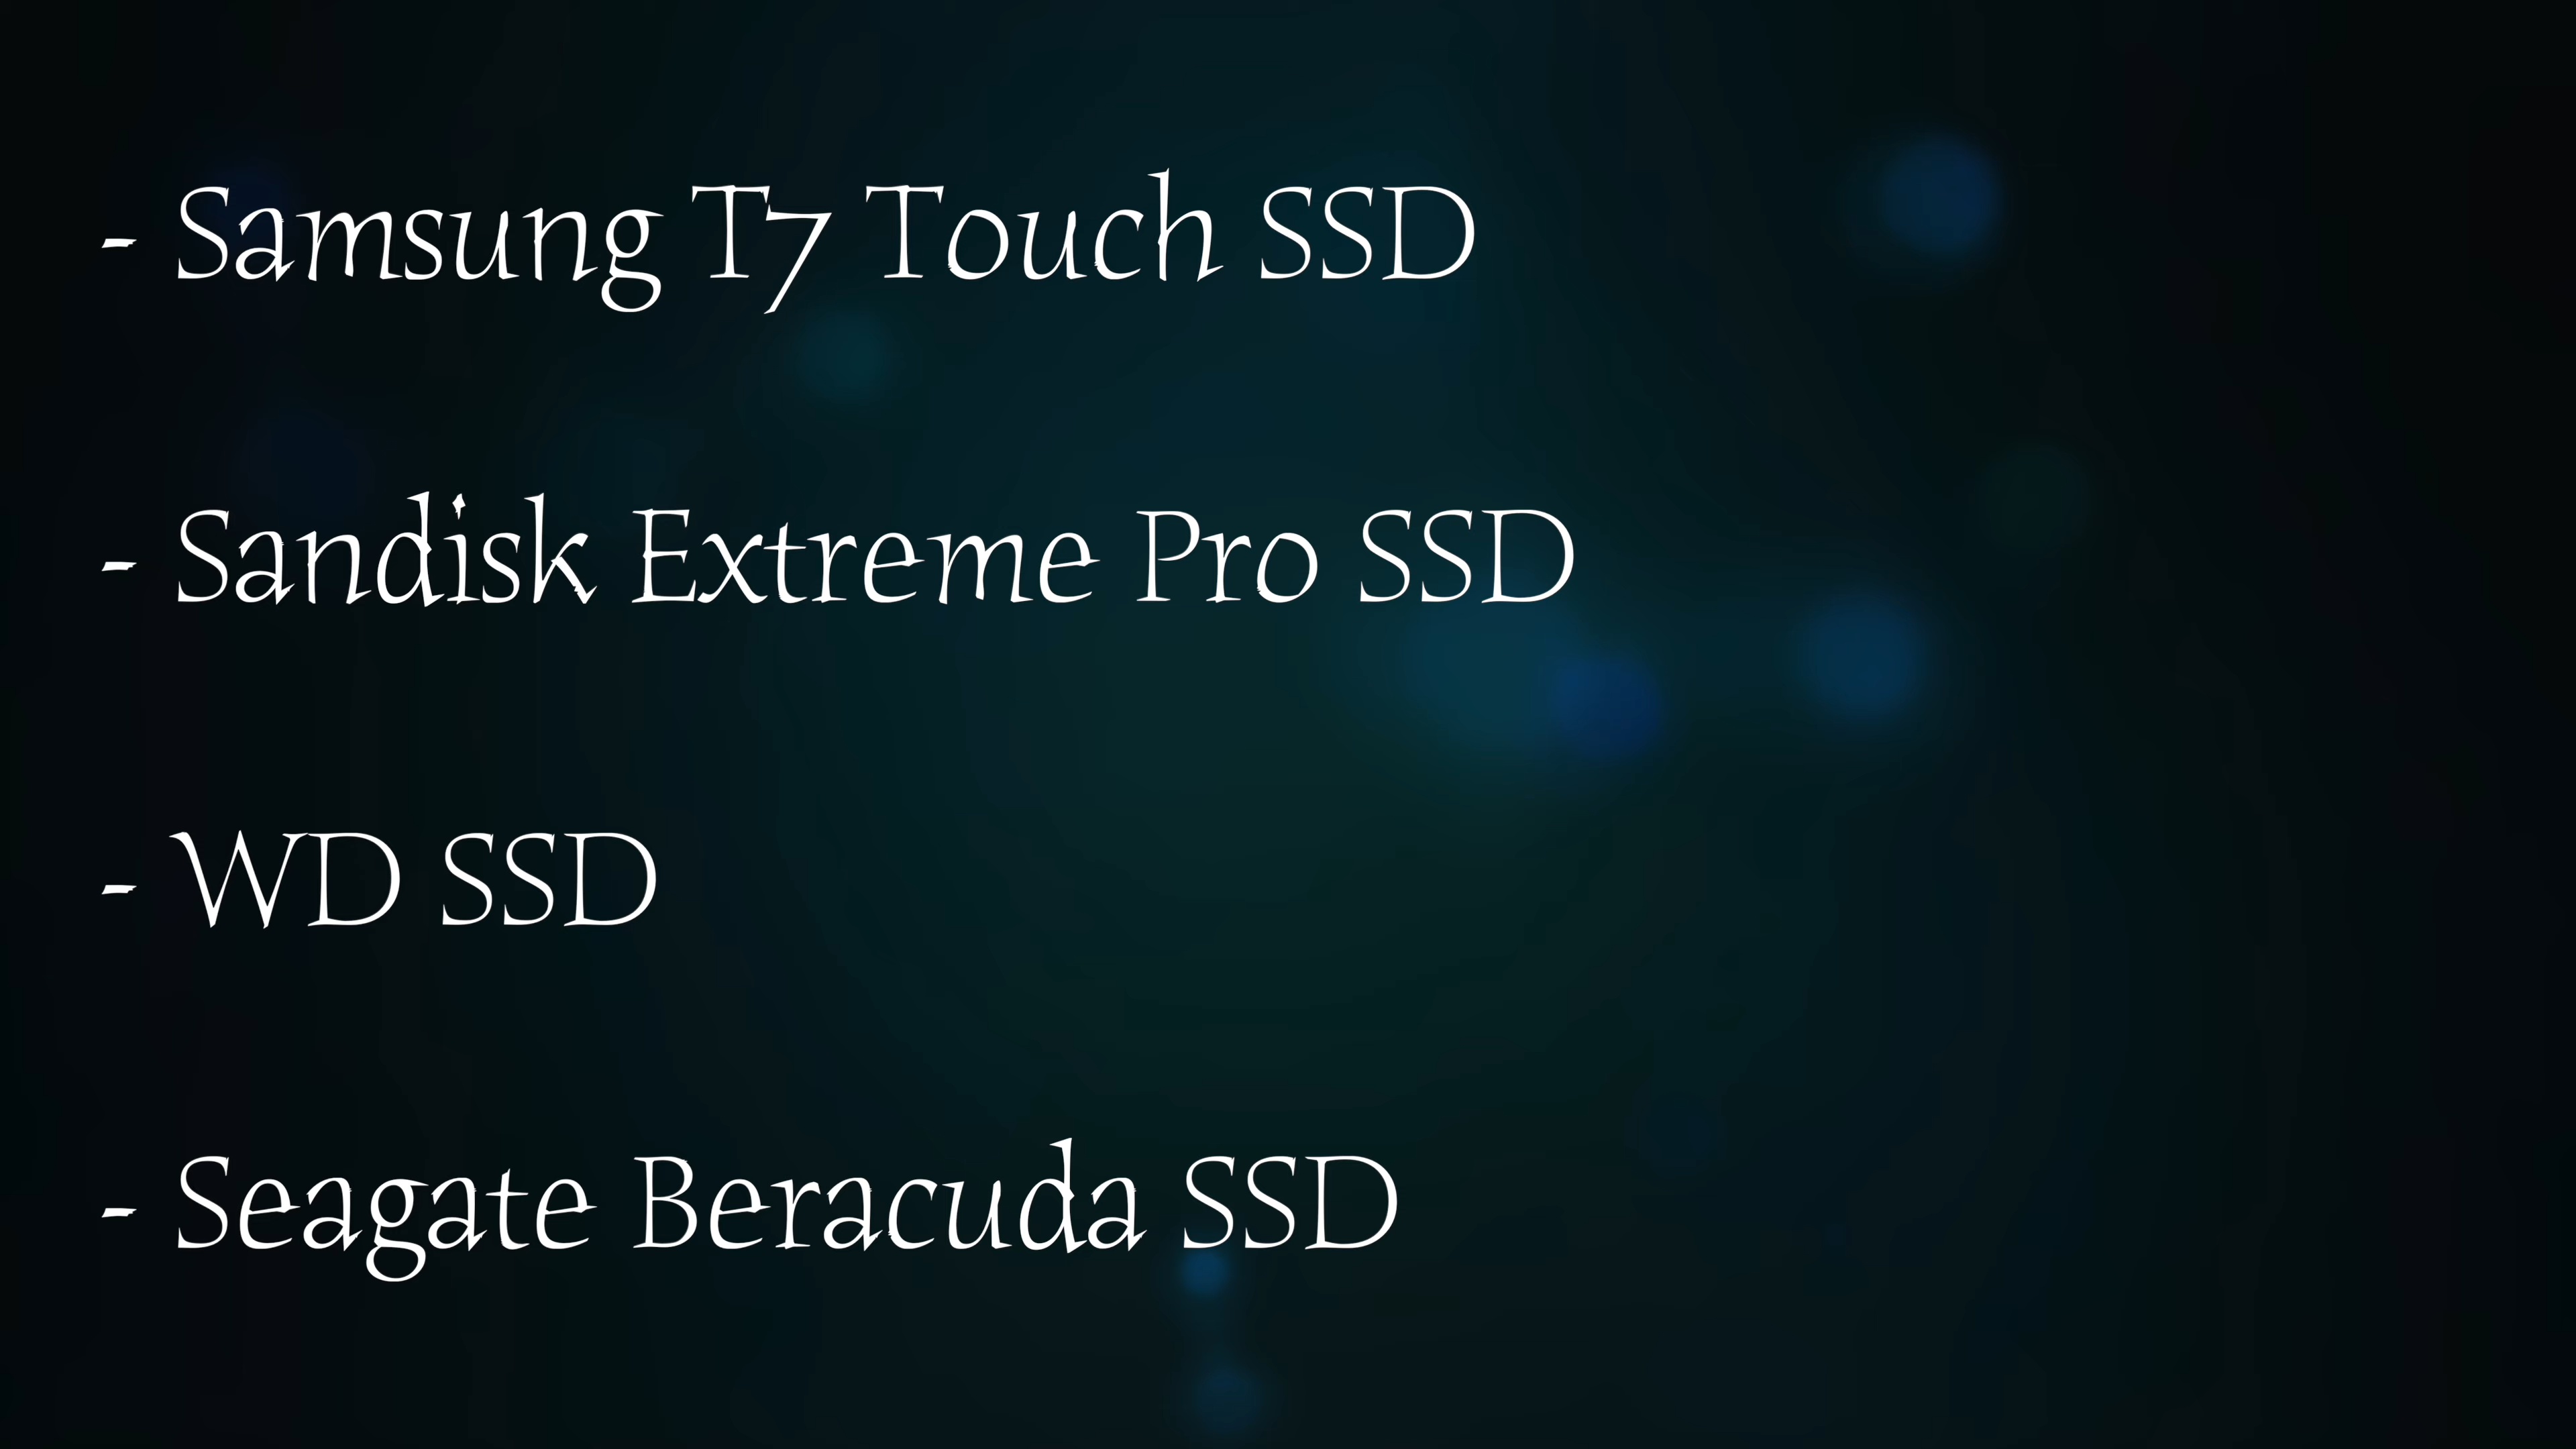 - Samsung T7 Touch SSD
- Sandisk Extreme Pro SSD
- WD SSD
- Seagate Beracuda SSD